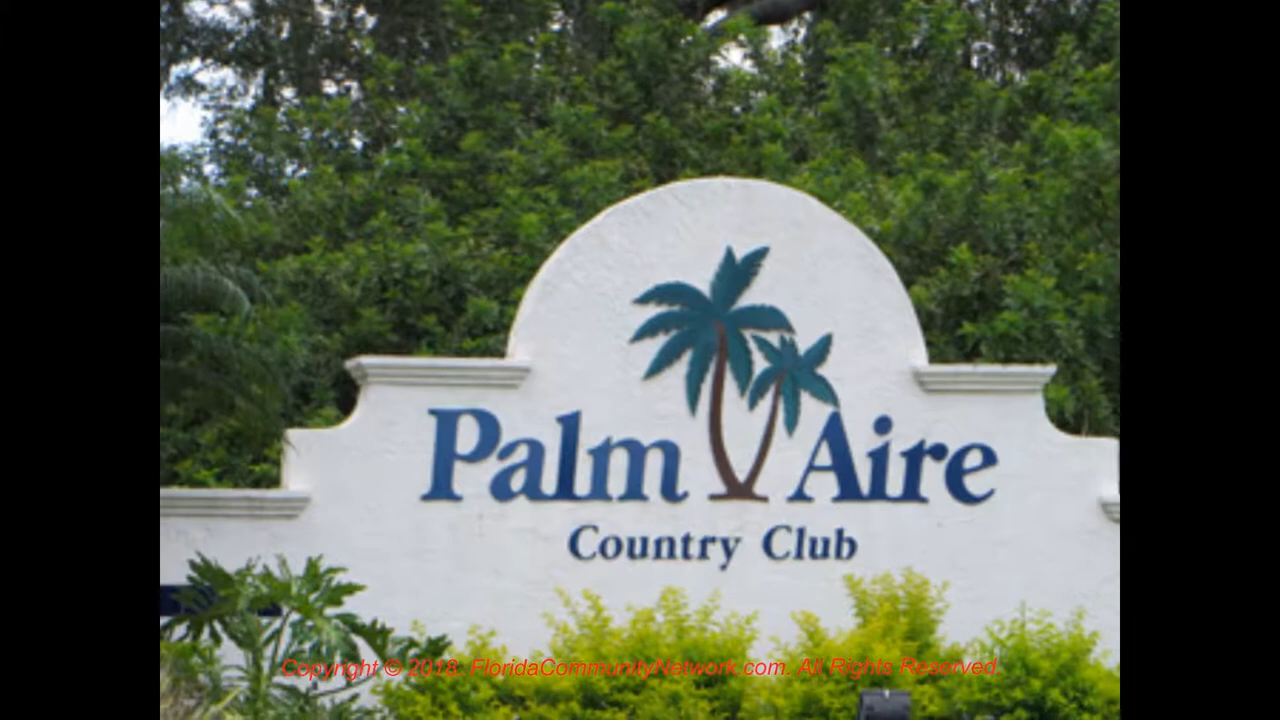 Palm Aire
Country Club
Copyright © 2018. FloridaCommunityNetwork.com. All Rights Reserved.